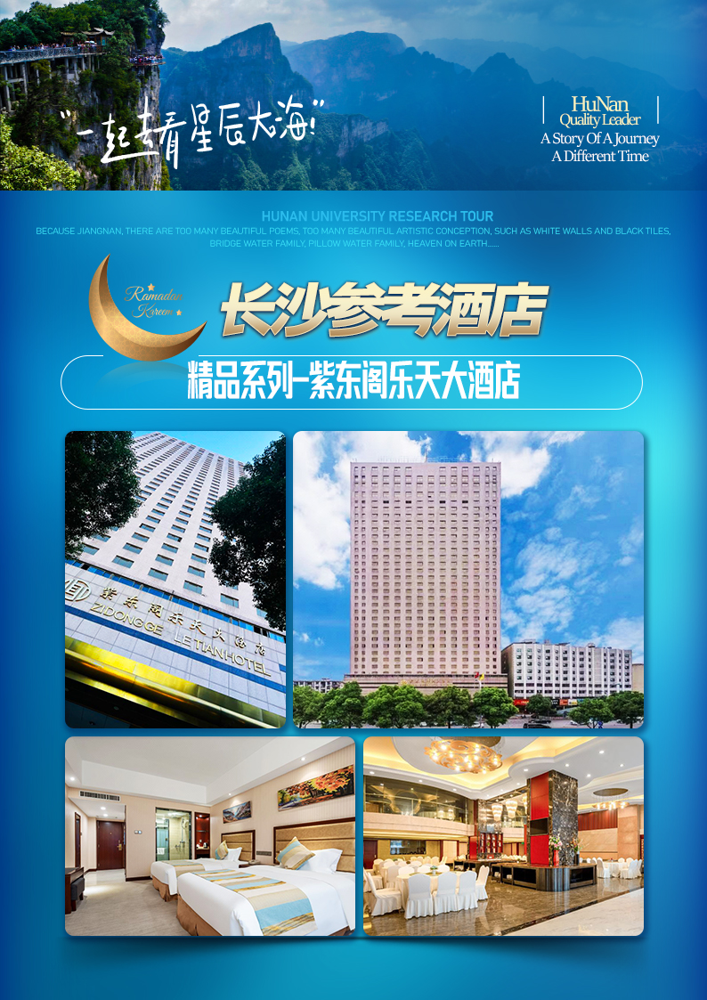 “一起去看星辰大海!”
HuNan
Quality Leader
A Story Of A Journey
A Different Time
HUNAN UNIVERSITY RESEARCH TOUR
BECAUSE JIANGNAN, THERE ARE TOO MANY BEAUTIFUL POEMS, TOO MANY BEAUTIFUL ARTISTIC CONCEPTION, SUCH AS WHITE WALLS AND BLACK TILES,
BRIDGE WATER FAMILY, PILLOW WATER FAMILY, HEAVEN ON EARTH......
Ramadan
Kareem
长沙参考酒店
精品系列-紫东阁乐天大酒店
紫东阁乐天大酒店
ZIDONGGE LETIANHOTEL